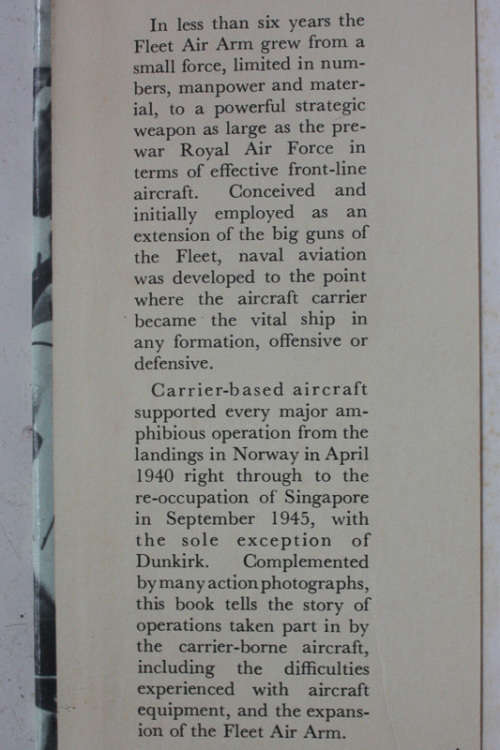 In less than six years the
Fleet Air Arm grew from a
small force, limited in num-
bers, manpower and mater-
ial, to a powerful strategic
weapon as large as the pre-
war Royal Air Force in
terms of effective front-line
aircraft. Conceived and
initially employed as an
extension of the big guns of
the Fleet, naval aviation
was developed to the point
where the aircraft carrier
became the vital ship in
any formation, offensive or
defensive.
Carrier-based aircraft
supported every major am-
phibious operation from the
landings in Norway in April
1940 right through to the
re-occupation of Singapore
in September 1945, with
the sole exception of
Dunkirk. Complemented
by many action photographs,
this book tells the story of
operations taken part in by
the carrier-borne aircraft,
including the difficulties
experienced with aircraft
equipment, and the expans-
ion of the Fleet Air Arm.